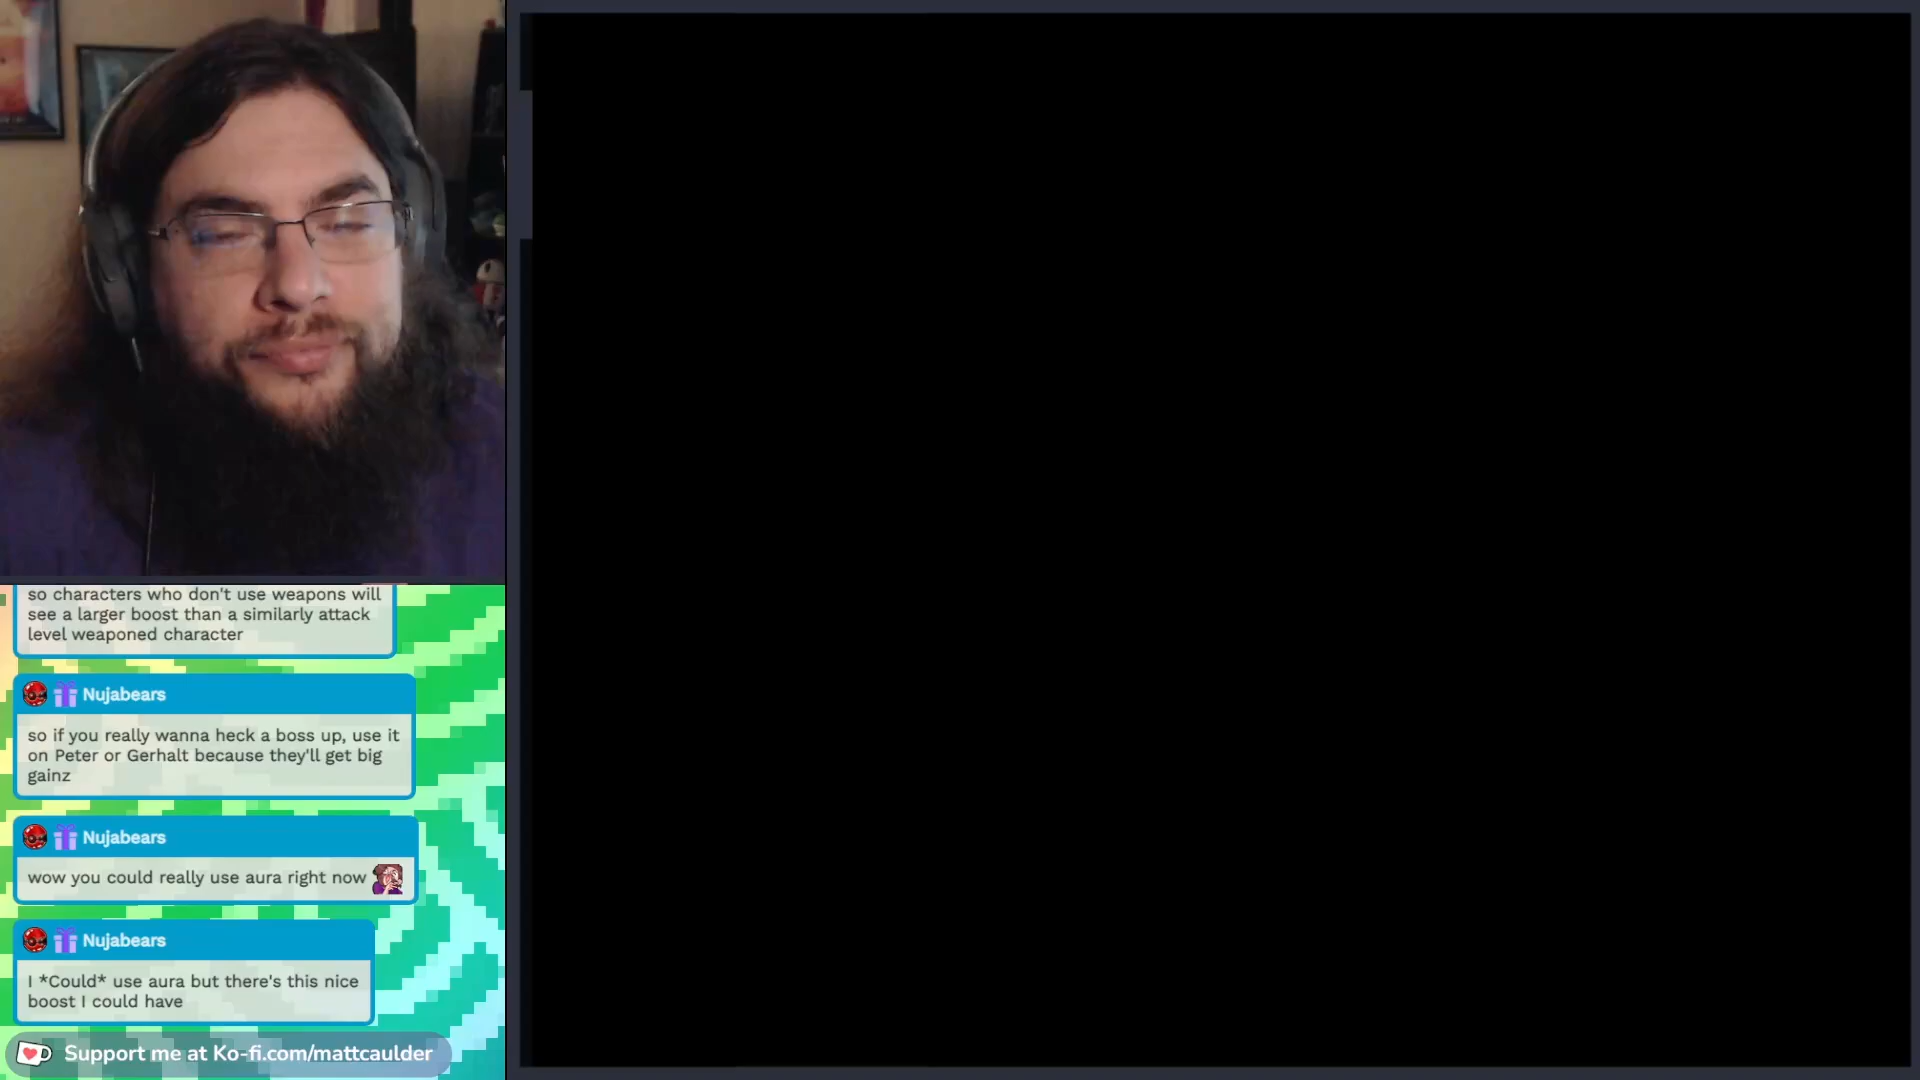 so characters who don't use weapons will
see a larger boost than a similarly attack
level weaponed character
Nujabears
so if you really wanna heck a boss up, use it
on Peter or Gerhalt because they'll get big
gainz
Nujabears
wow you could really use aura right now
Nujabears
I *Could* use aura but there's this nice
boost I could have
Support me at Ko-fi.com/mattcaulder